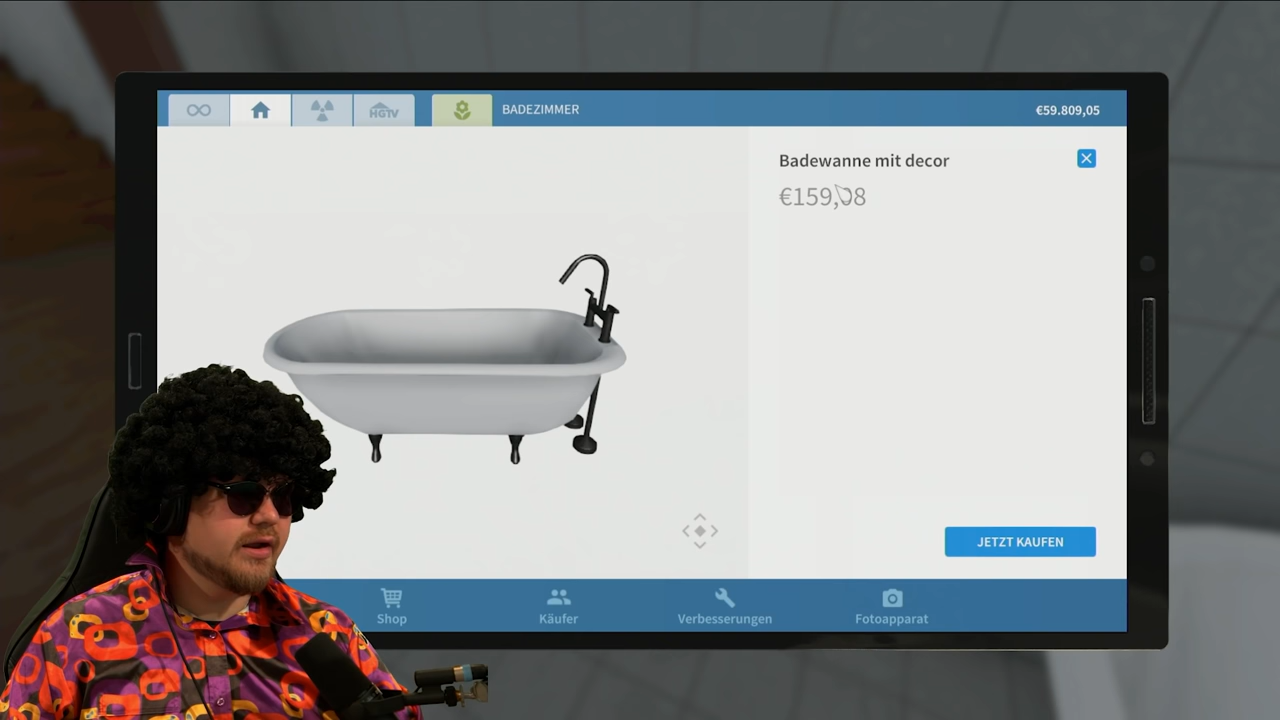 HGTV
BADEZIMMER
€59.809,05
Badewanne mit decor
€159,08
JETZT KAUFEN
Shop
Käufer
Verbesserungen
Fotoapparat